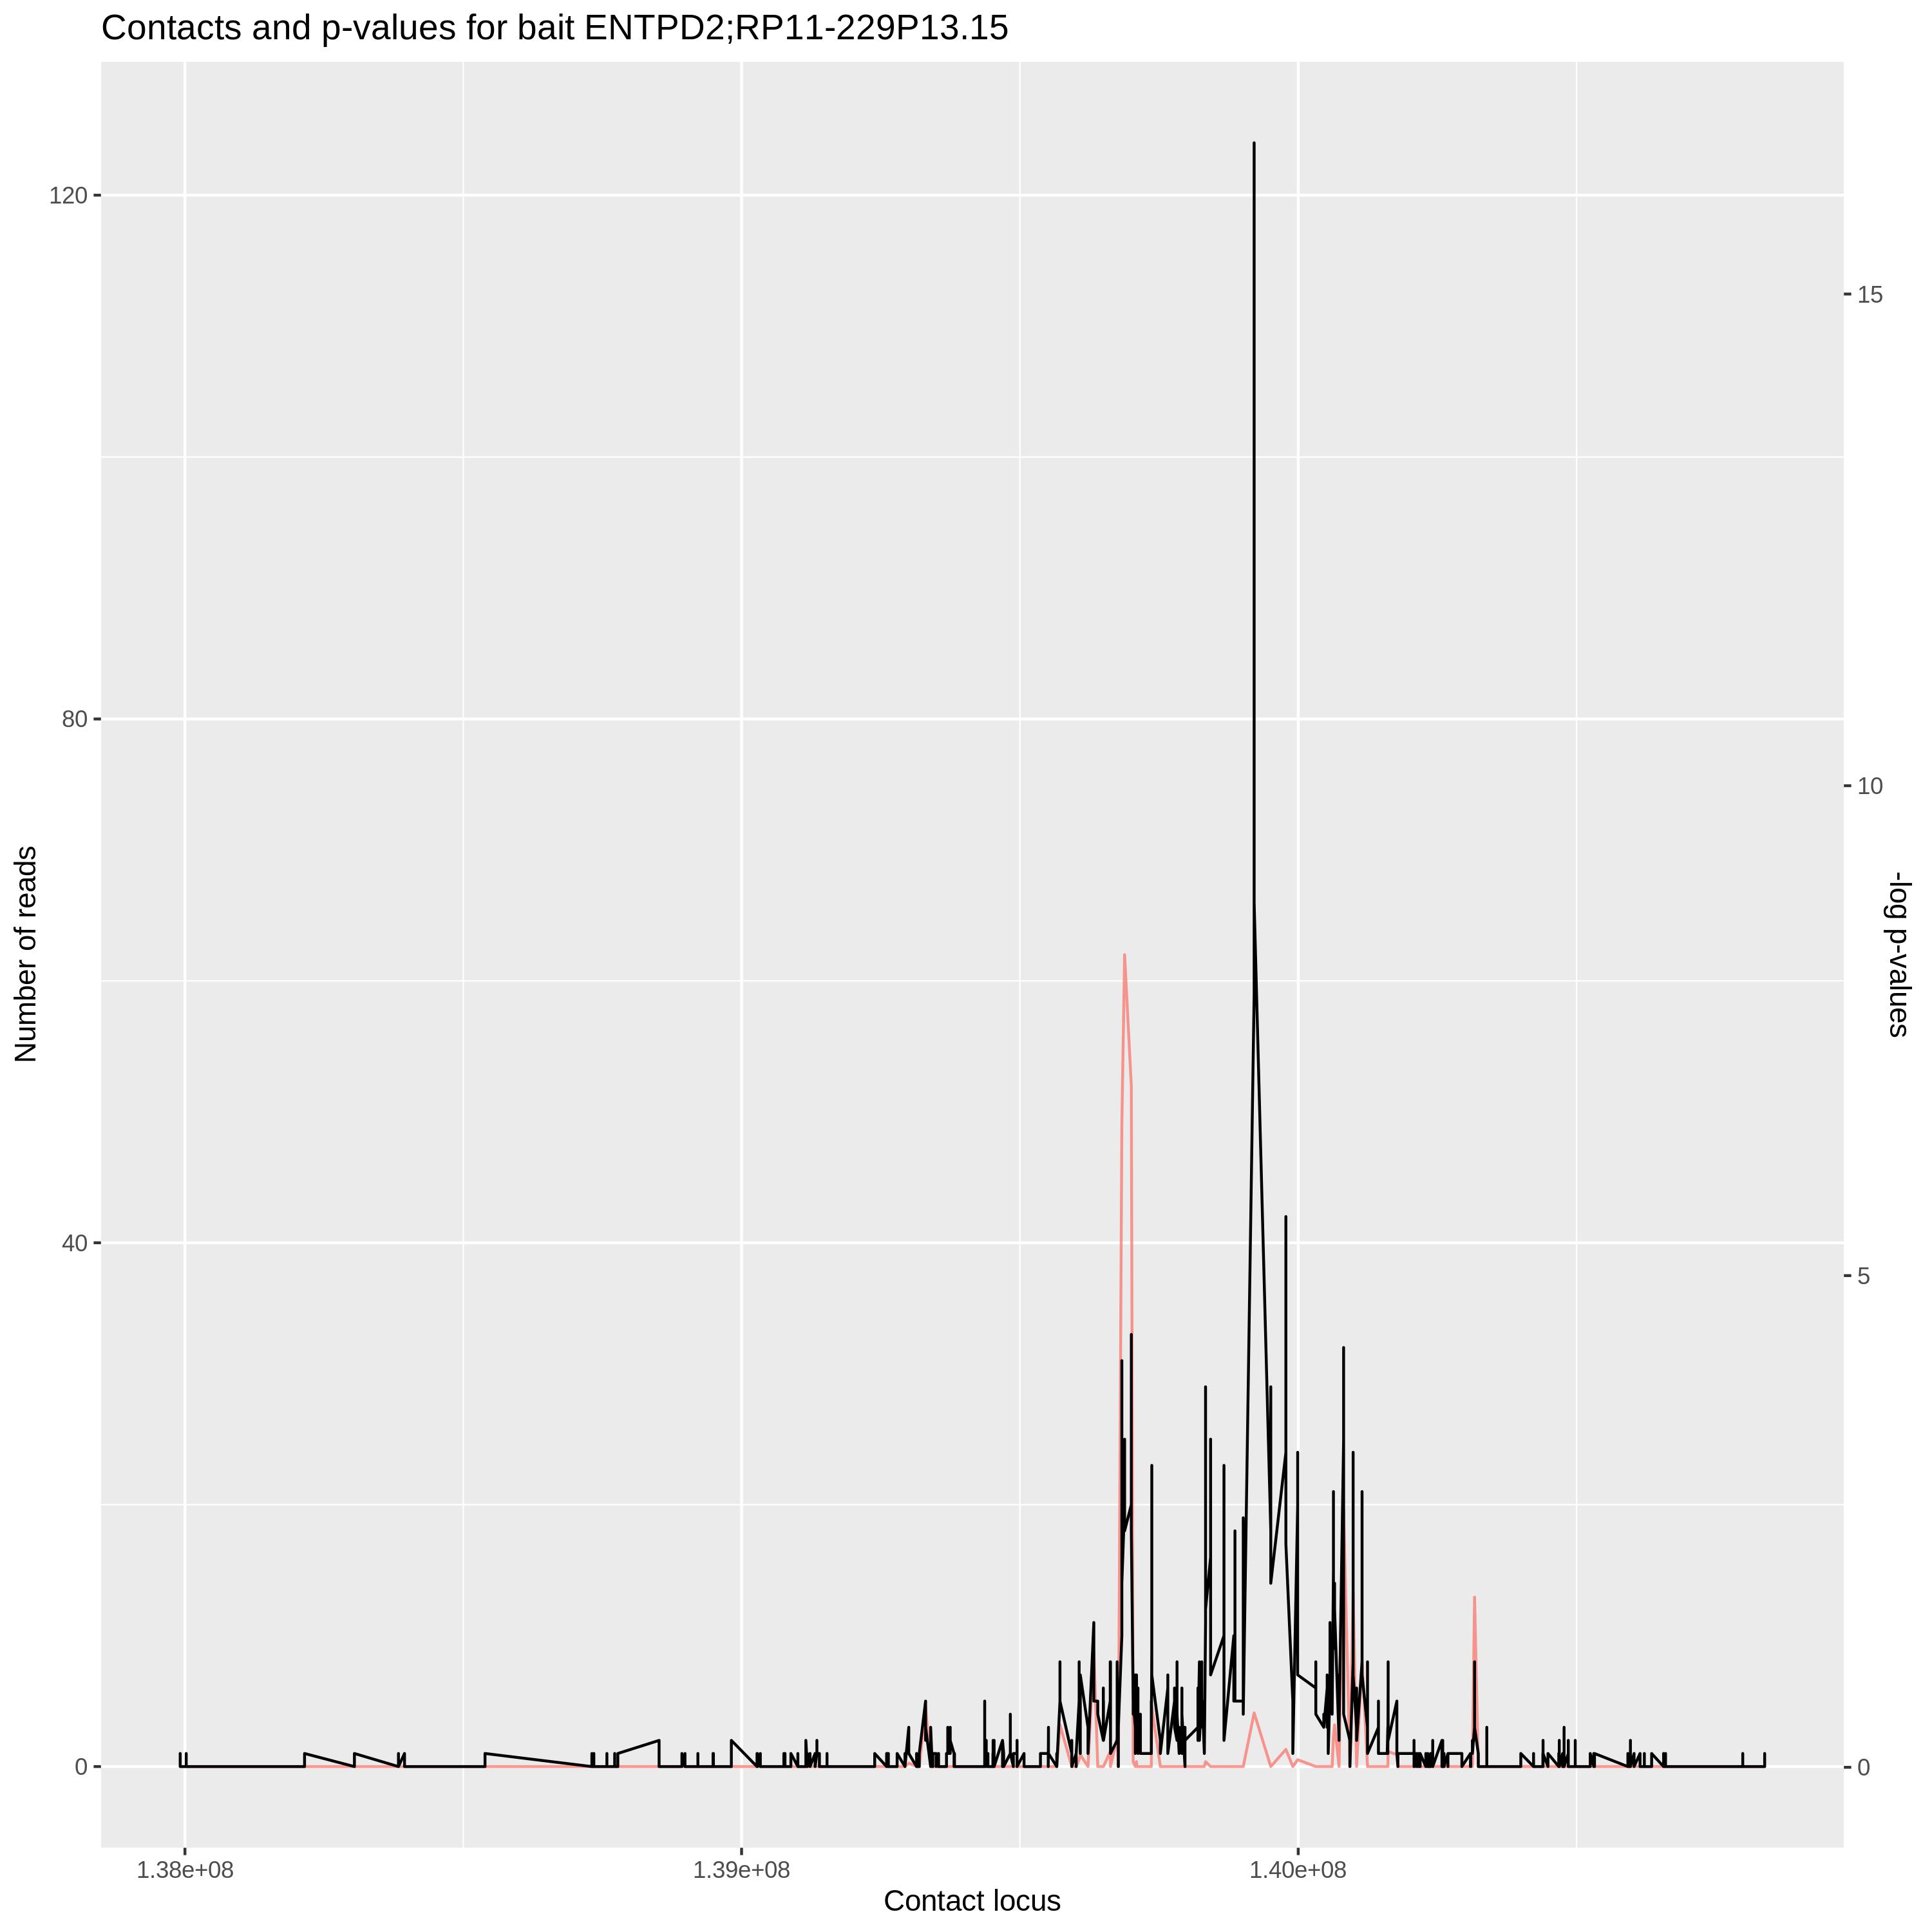 Contacts and p-values for bait ENTPD2;RP11-229P13.15
120
80
40
0
15
10
5
0
Number of reads
-log p-values
1.38e+08
1.39e+08
1.40e+08
Contact locus